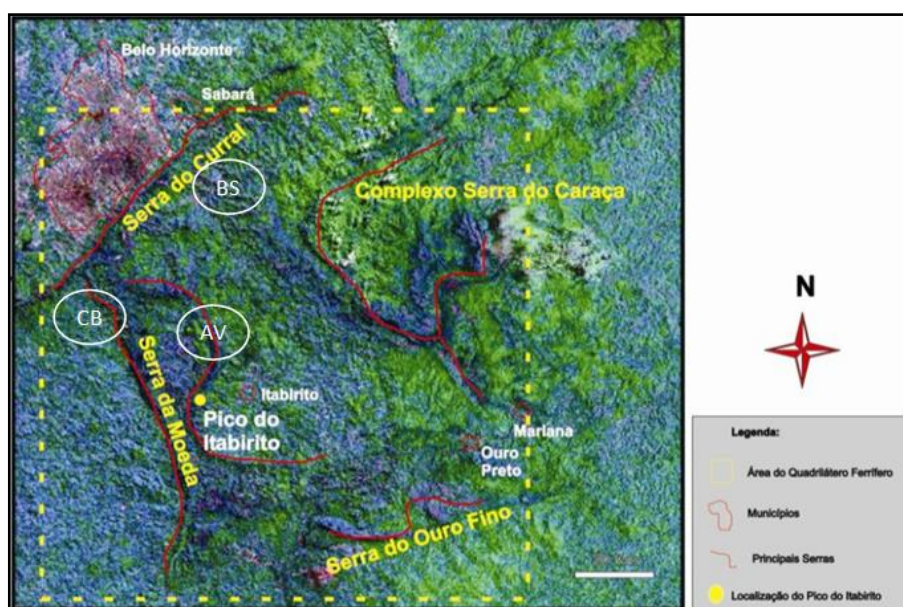 Belo Horizonte
Sabará
Serra do Curral
BS
Complexo Serra do Caraça
N
CB
AV
Serra da Moeda
Itabirito
Pico do
Itabirito
Mariana
Ouro
Preto
Serra do Ouro Fino
Legenda:
Área do Quadrilátero Ferrífero
Municípios
Principais Serras
Localização do Pico do Itabirito